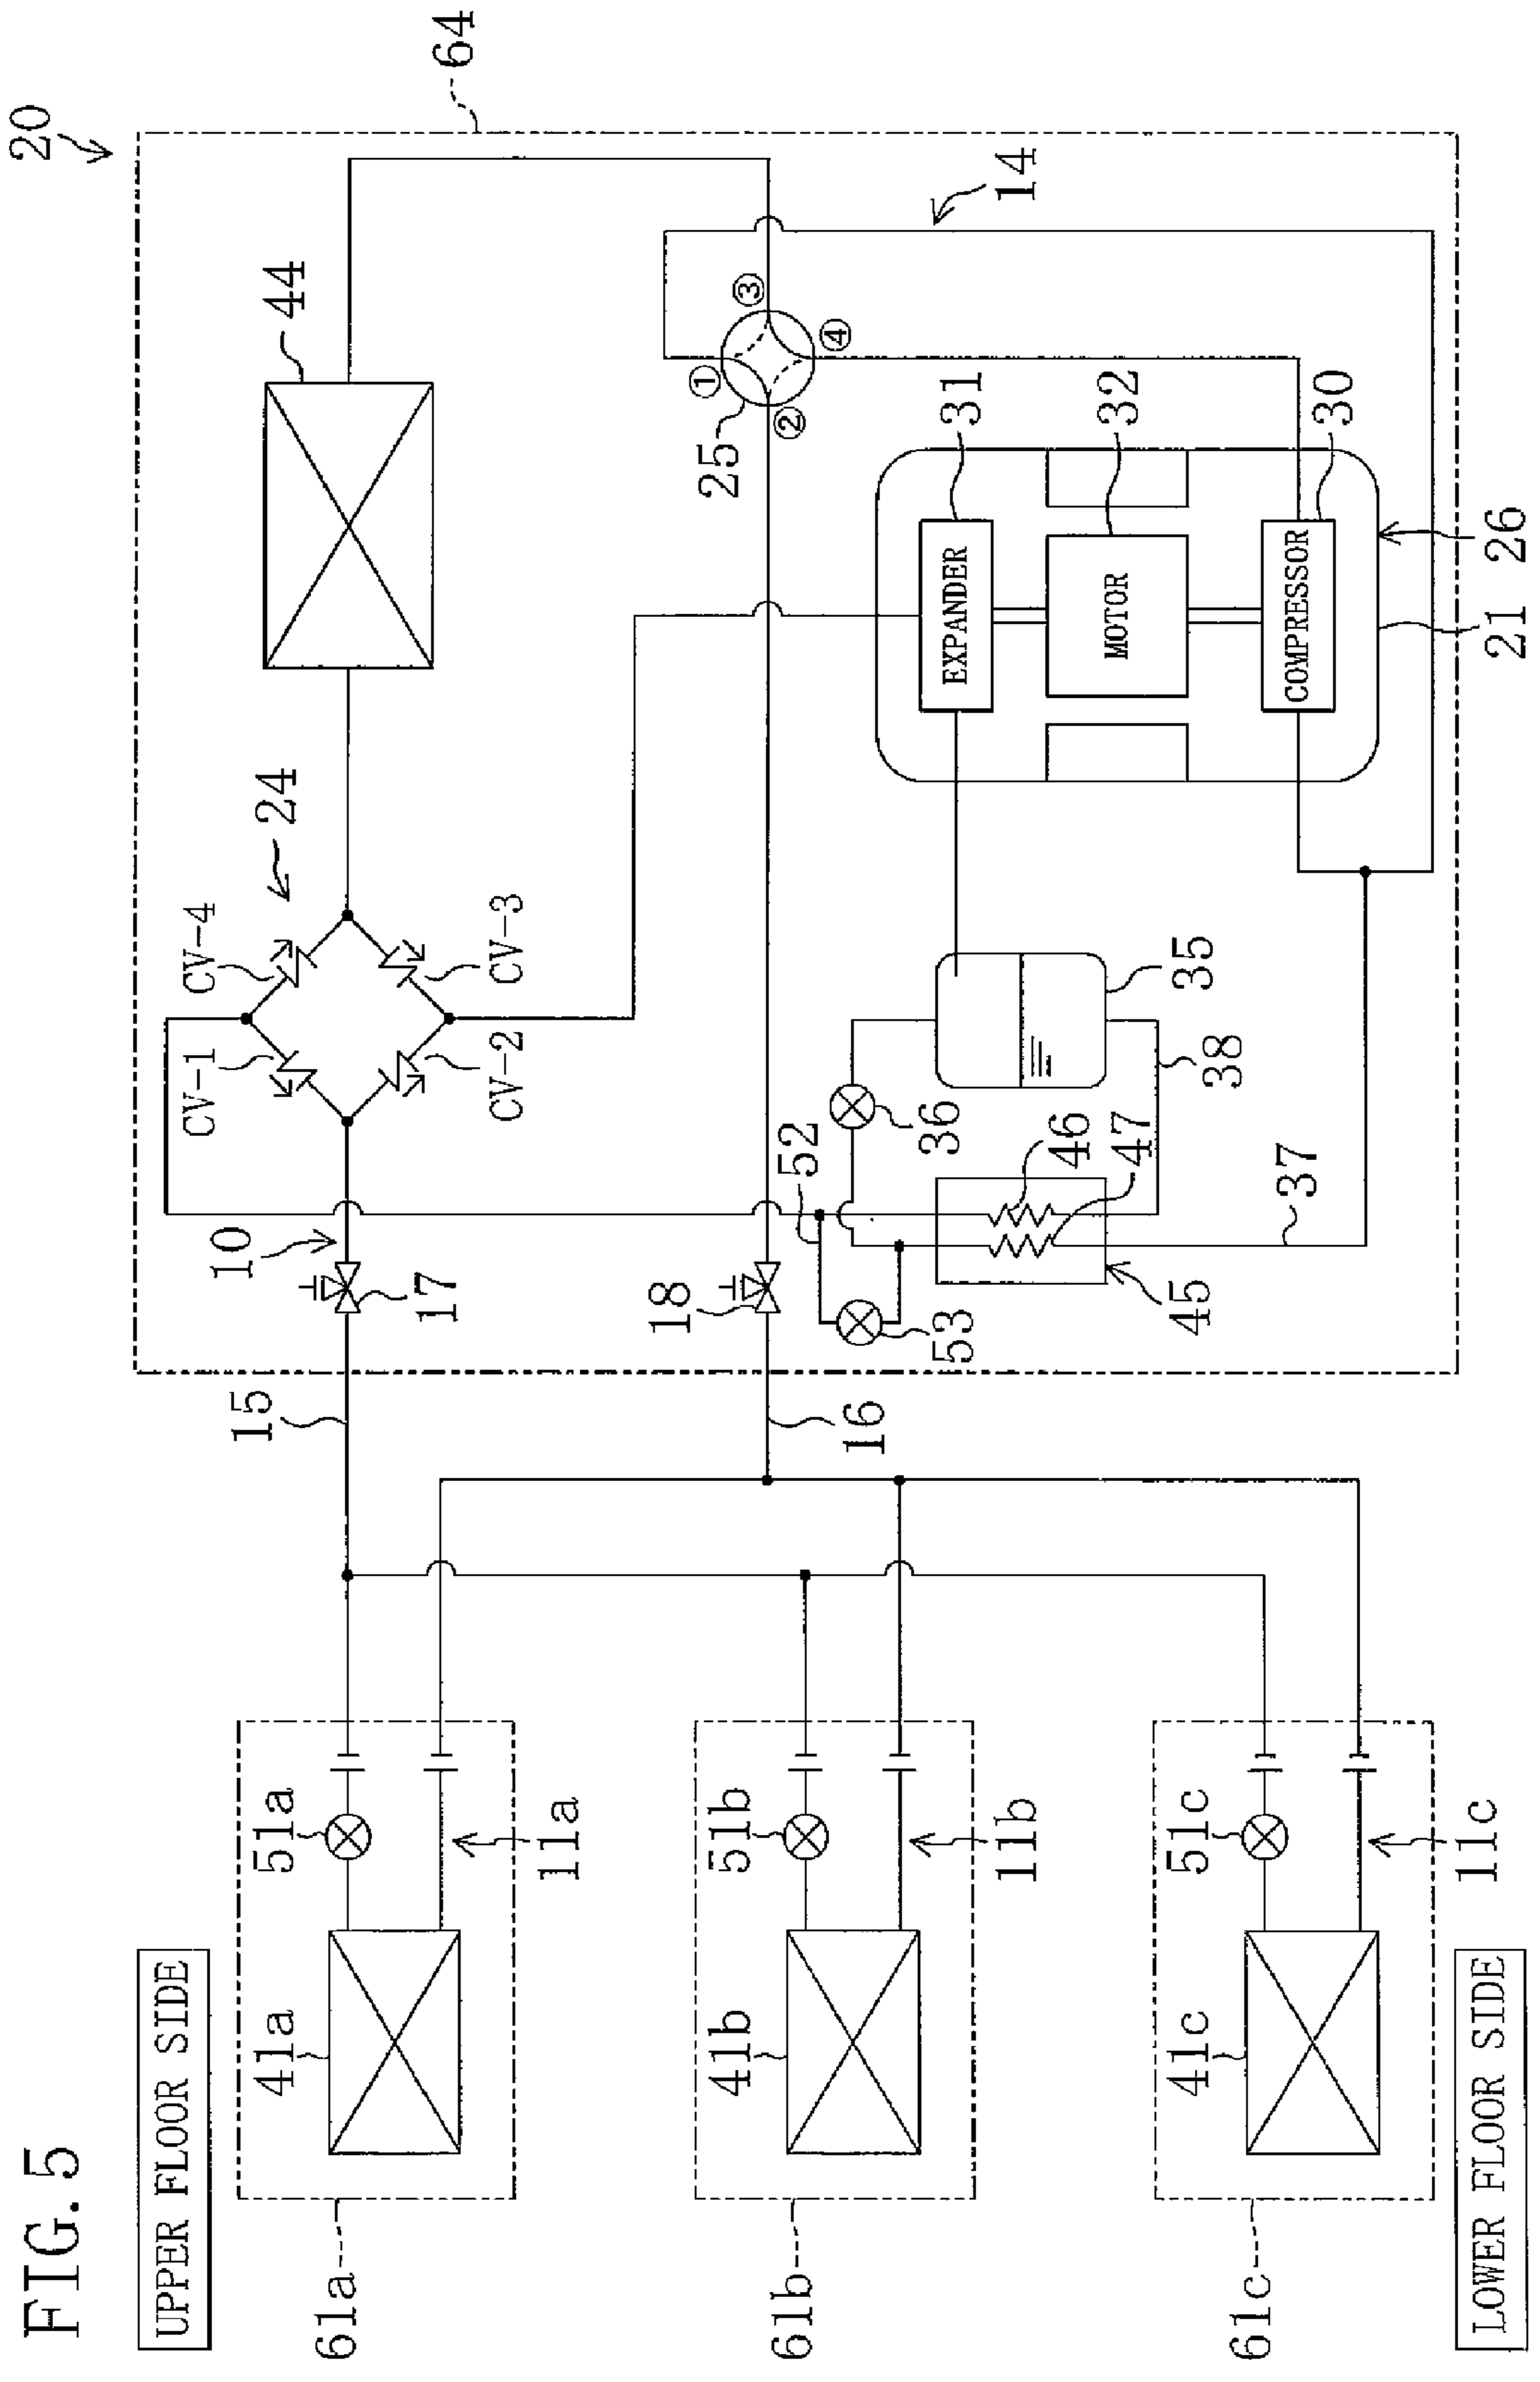 FIG. 5
20
64
UPPER FLOOR SIDE
61a
41a
51a
11a
15
10
17
CV-1
CV-4
24
CV-2
CV-3
44
16
18
25
①
②
③
④
14
61b
41b
51b
11b
52
53
36
46
47
45
38
35
37
EXPANDER
31
MOTOR
32
COMPRESSOR
30
21
26
61c
41c
51c
11c
LOWER FLOOR SIDE